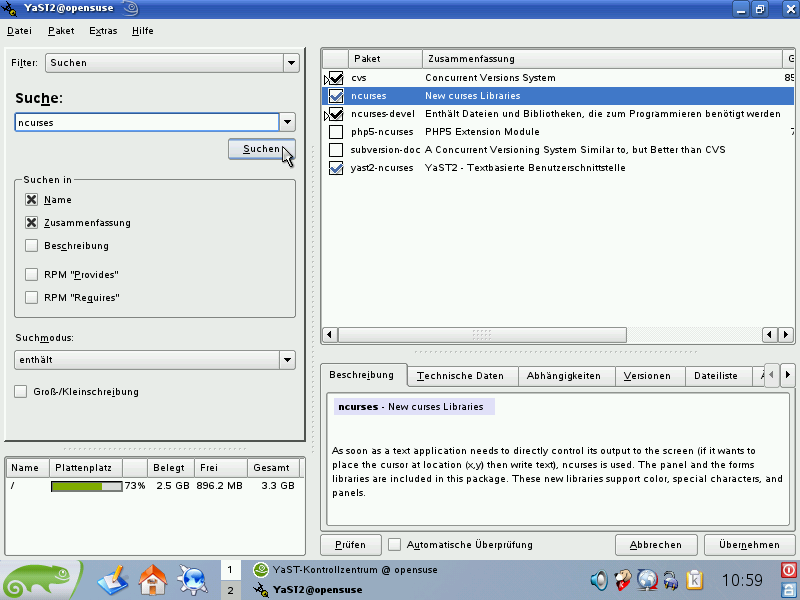 YaST2@opensuse
Datei Paket Extras Hilfe
Filter: Suchen
Suche:
ncurses
Suchen
Suchen in
Name
Zusammenfassung
Beschreibung
RPM "Provides"
RPM "Requires"
Suchmodus:
enthält
Groß-/Kleinschreibung
Name Plattenplatz Belegt Frei Gesamt
/ 73% 2.5 GB 896.2 MB 3.3 GB
Paket Zusammenfassung G
cvs Concurrent Versions System 85
ncurses New curses Libraries
ncurses-devel Enthält Dateien und Bibliotheken, die zum Programmieren benötigt werden
php5-ncurses PHP5 Extension Module 7
subversion-doc A Concurrent Versioning System Similar to, but Better than CVS
yast2-ncurses YaST2 - Textbasierte Benutzerschnittstelle
Beschreibung Technische Daten Abhängigkeiten Versionen Dateiliste
ncurses - New curses Libraries
As soon as a text application needs to directly control its output to the screen (if it wants to
place the cursor at location (x,y) then write text), ncurses is used. The panel and the forms
libraries are included in this package. These new libraries support color, special characters, and
panels.
Prüfen Automatische Überprüfung Abbrechen Übernehmen
1 YaST-Kontrollzentrum @ opensuse
2 YaST2@opensuse
10:59